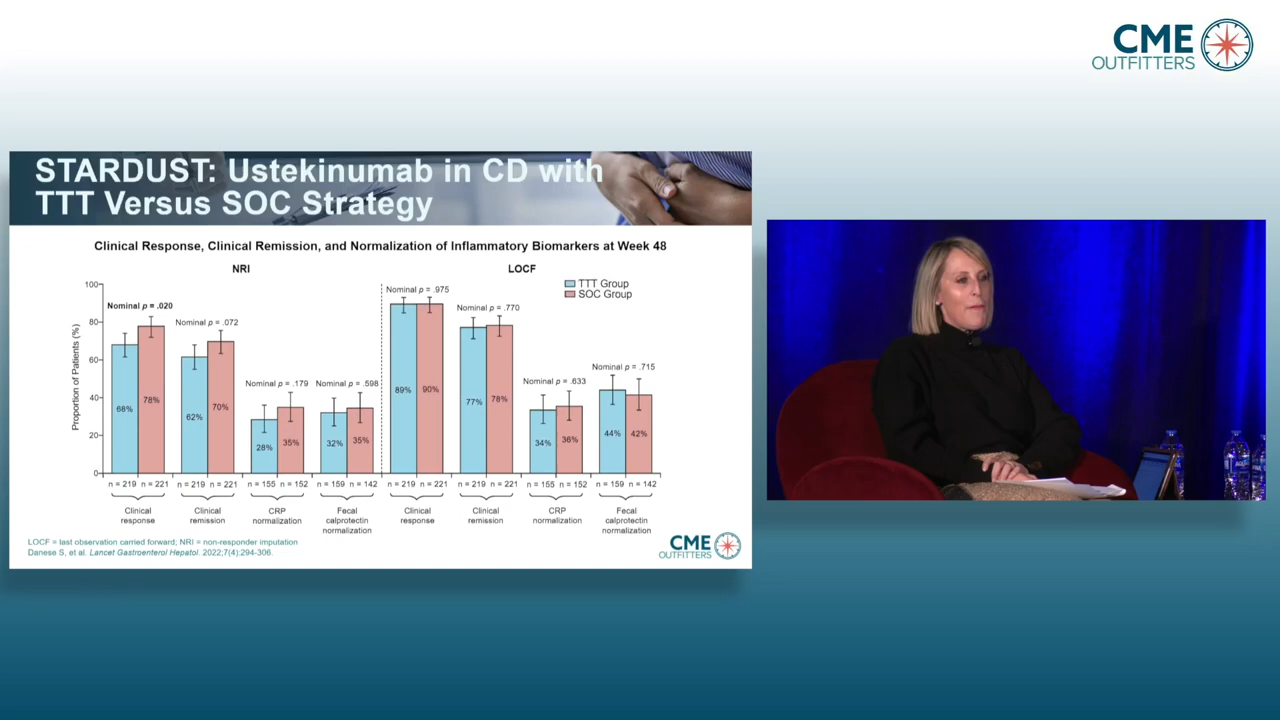 CME
OUTFITTERS
STARDUST: Ustekinumab in CD with
TTT Versus SOC Strategy
Clinical Response, Clinical Remission, and Normalization of Inflammatory Biomarkers at Week 48
NRI
LOCF
TTT Group
SOC Group
Proportion of Patients (%)
100
80
60
40
20
0
Nominal p = .020
Nominal p = .072
Nominal p = .179
Nominal p = .598
Nominal p = .975
Nominal p = .770
Nominal p = .633
Nominal p = .715
68% 78% 62% 70% 28% 35% 32% 35% 89% 90% 77% 78% 34% 36% 44% 42%
n = 219 n = 221 n = 219 n = 221 n = 155 n = 152 n = 159 n = 142 n = 219 n = 221 n = 219 n = 221 n = 155 n = 152 n = 159 n = 142
Clinical
response
Clinical
remission
CRP
normalization
Fecal
calprotectin
normalization
Clinical
response
Clinical
remission
CRP
normalization
Fecal
calprotectin
normalization
LOCF = last observation carried forward; NRI = non-responder imputation
Danese S, et al. Lancet Gastroenterol Hepatol. 2022;7(4):294-306.
CME
OUTFITTERS